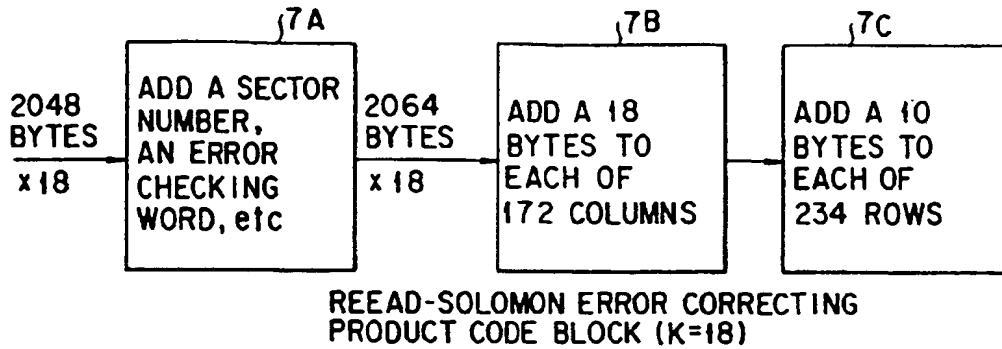 7A
7B
7C
2048
BYTES
x18
ADD A SECTOR
NUMBER,
AN ERROR
CHECKING
WORD, etc
2064
BYTES
x18
ADD A 18
BYTES TO
EACH OF
172 COLUMNS
ADD A 10
BYTES TO
EACH OF
234 ROWS
REEAD-SOLOMON ERROR CORRECTING
PRODUCT CODE BLOCK (K=18)